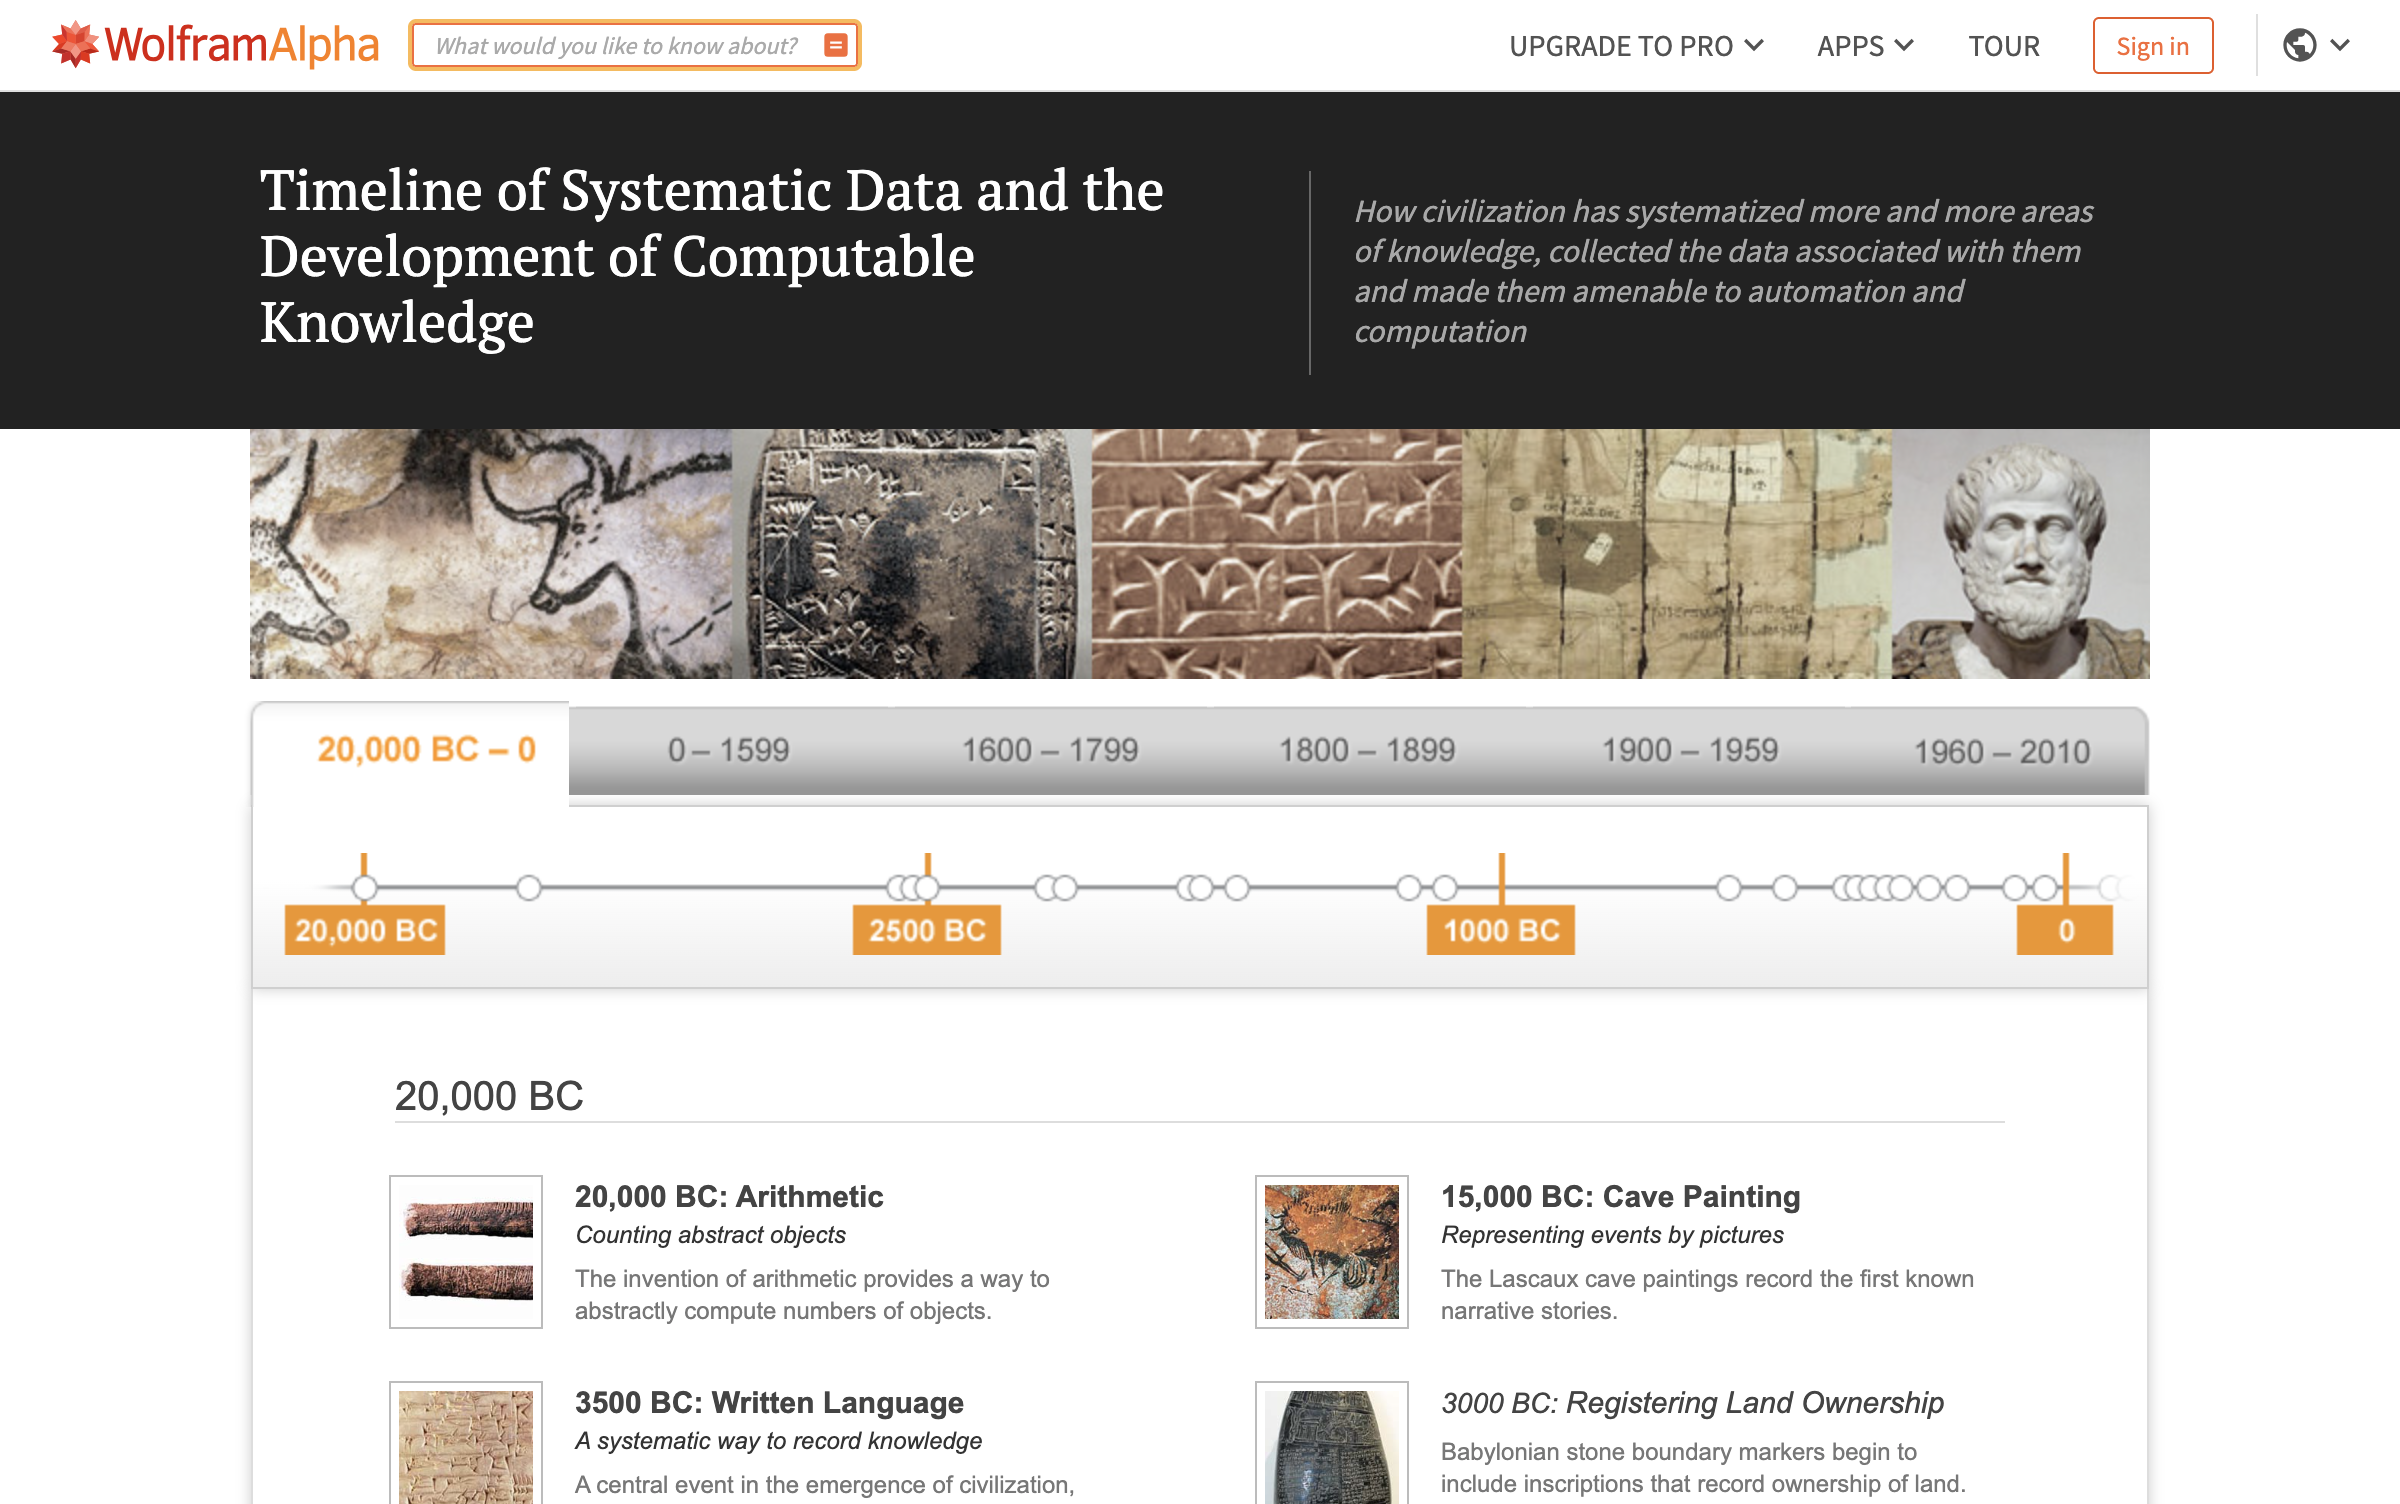 WolframAlpha
What would you like to know about?
UPGRADE TO PRO
APPS
TOUR
Sign in
Timeline of Systematic Data and the
Development of Computable
Knowledge
How civilization has systematized more and more areas
of knowledge, collected the data associated with them
and made them amenable to automation and
computation
20,000 BC – 0
0 – 1599
1600 – 1799
1800 – 1899
1900 – 1959
1960 – 2010
20,000 BC
2500 BC
1000 BC
0
20,000 BC
20,000 BC: Arithmetic
Counting abstract objects
The invention of arithmetic provides a way to
abstractly compute numbers of objects.
15,000 BC: Cave Painting
Representing events by pictures
The Lascaux cave paintings record the first known
narrative stories.
3500 BC: Written Language
A systematic way to record knowledge
A central event in the emergence of civilization,
3000 BC: Registering Land Ownership
Babylonian stone boundary markers begin to
include inscriptions that record ownership of land.